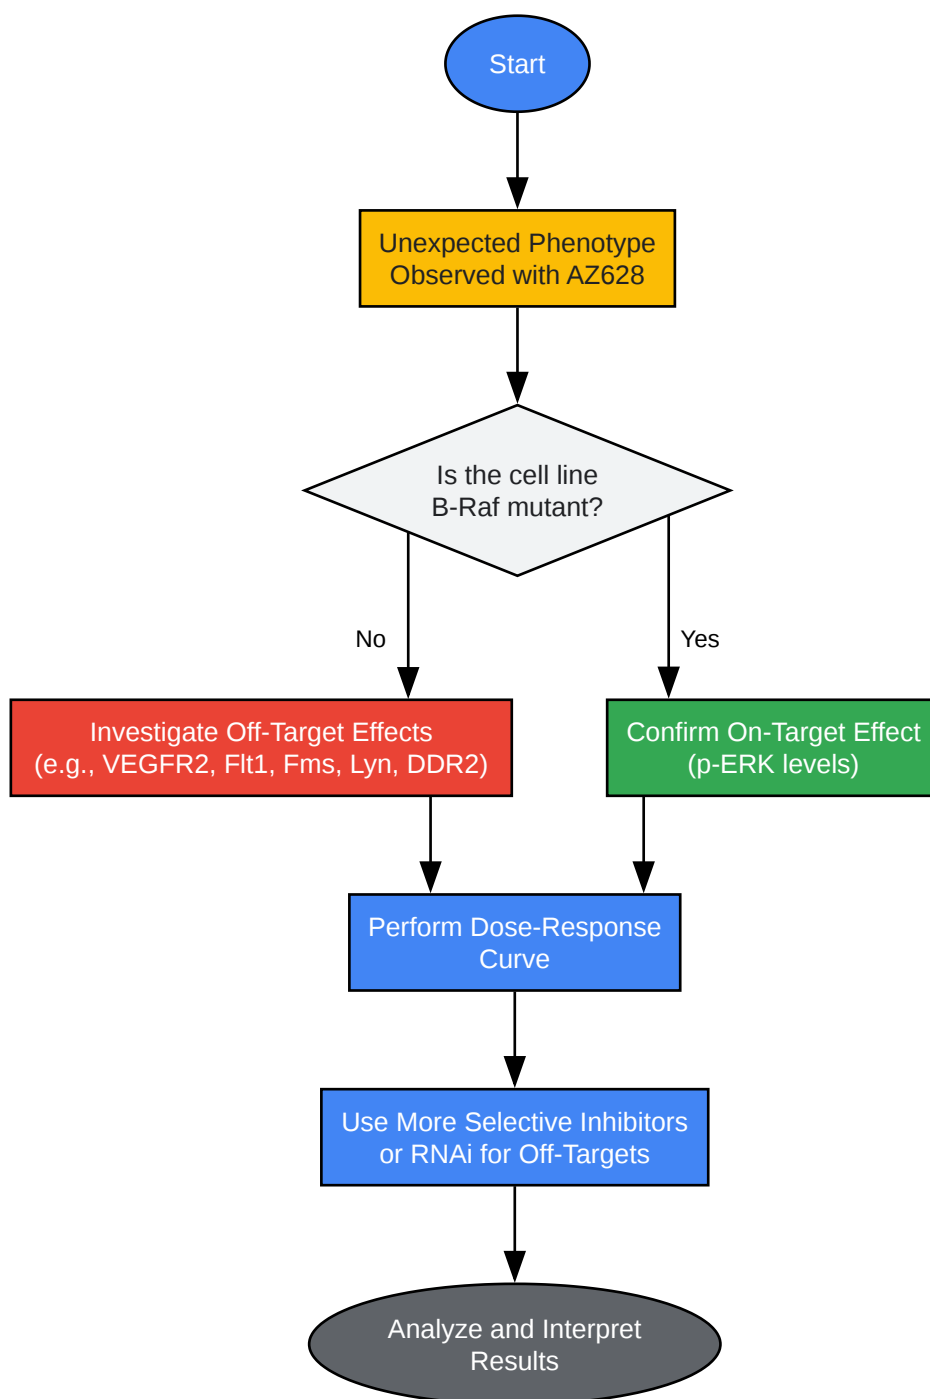 Start
Unexpected Phenotype
Observed with AZ628
Is the cell line
B-Raf mutant?
No
Yes
Investigate Off-Target Effects
(e.g., VEGFR2, Flt1, Fms, Lyn, DDR2)
Confirm On-Target Effect
(p-ERK levels)
Perform Dose-Response
Curve
Use More Selective Inhibitors
or RNAi for Off-Targets
Analyze and Interpret
Results